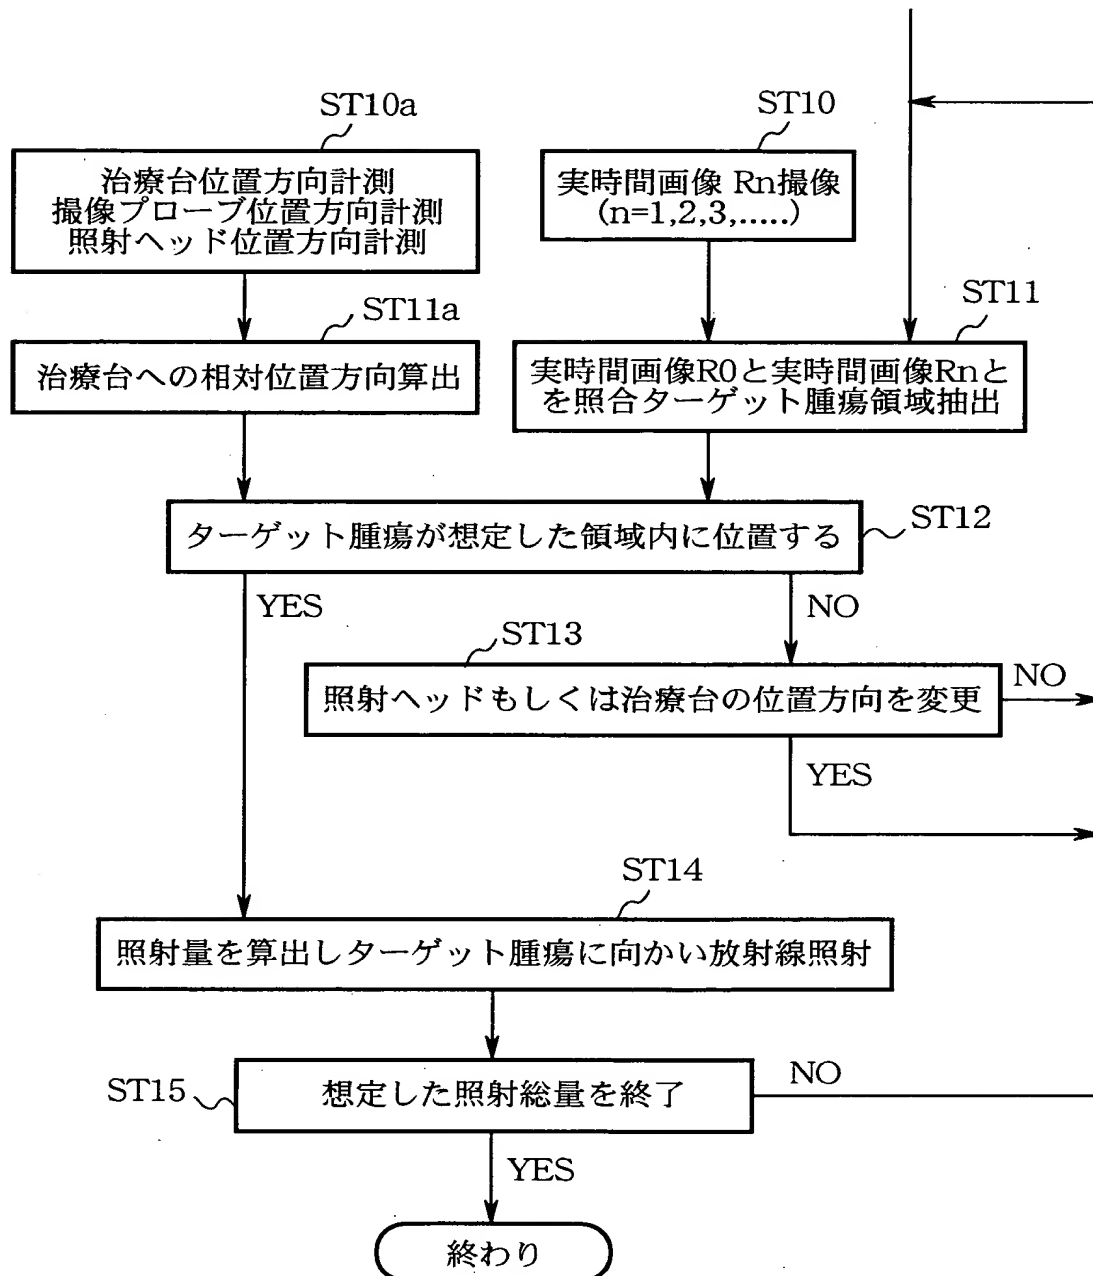 ST10a
治療台位置方向計測
撮像プローブ位置方向計測
照射ヘッド位置方向計測
ST10
実時間画像 Rn撮像
(n=1,2,3,.....)
ST11a
治療台への相対位置方向算出
ST11
実時間画像R0と実時間画像Rnと
を照合ターゲット腫瘍領域抽出
ターゲット腫瘍が想定した領域内に位置する
ST12
YES
NO
ST13
照射ヘッドもしくは治療台の位置方向を変更
NO
YES
ST14
照射量を算出しターゲット腫瘍に向かい放射線照射
ST15
想定した照射総量を終了
NO
YES
終わり